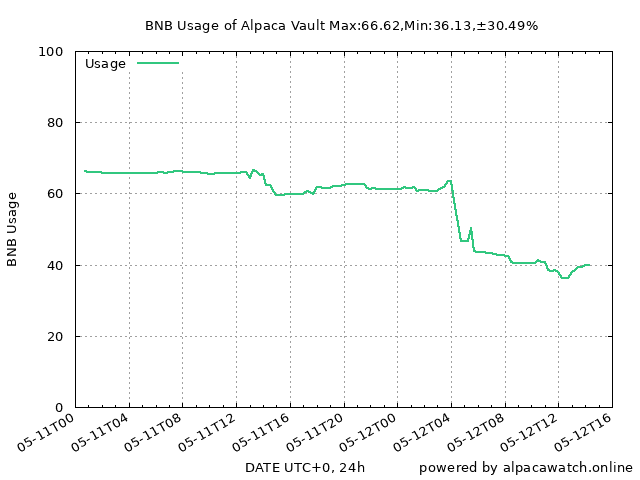 BNB Usage of Alpaca Vault Max:66.62,Min:36.13,±30.49%
100
Usage
80
60
40
20
0
BNB Usage
05-11T00
05-11T04
05-11T08
05-11T12
05-11T16
05-11T20
05-12T00
05-12T04
05-12T08
05-12T12
05-12T16
DATE UTC+0, 24h
powered by alpacawatch.online